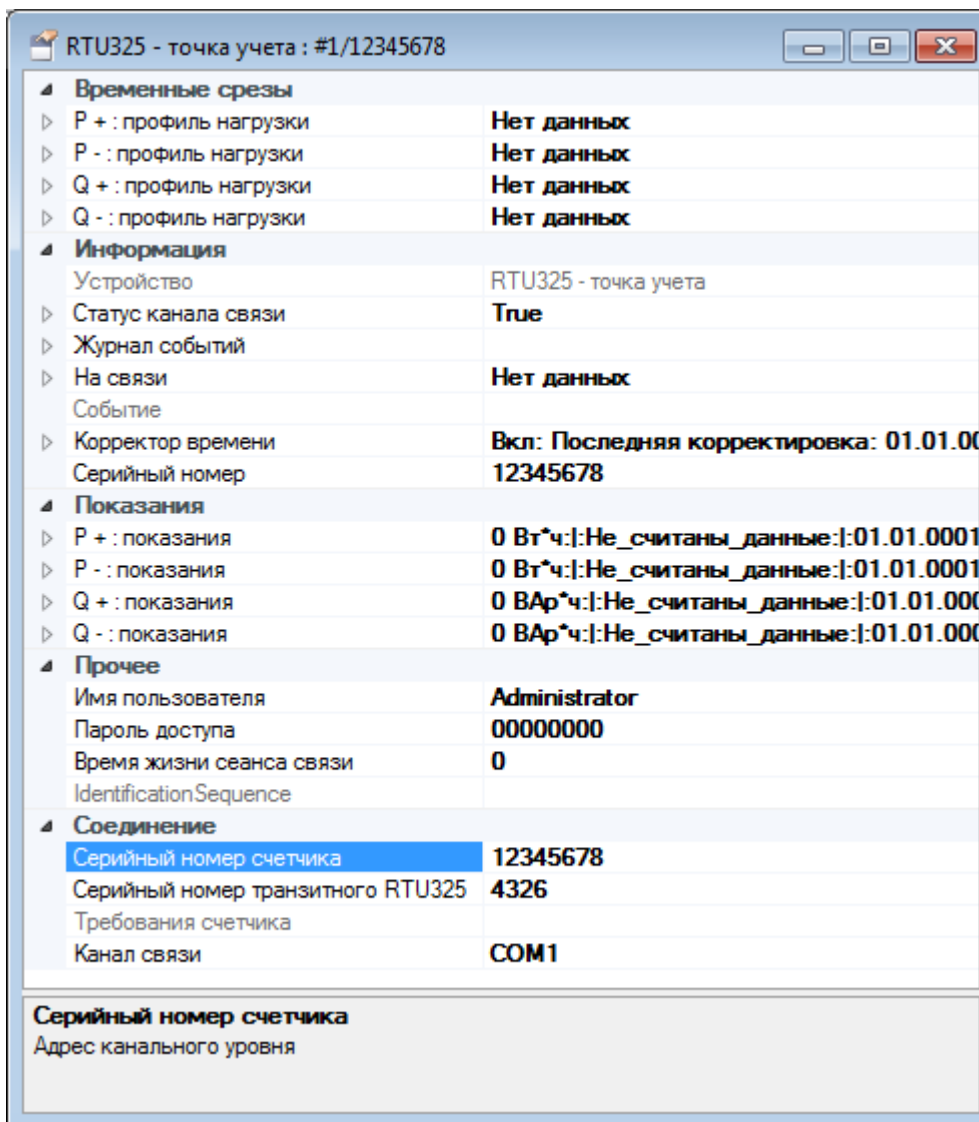 RTU325 - точка учета : #1/12345678
Временные срезы
P + : профиль нагрузки Нет данных
P - : профиль нагрузки Нет данных
Q + : профиль нагрузки Нет данных
Q - : профиль нагрузки Нет данных
Информация
Устройство RTU325 - точка учета
Статус канала связи True
Журнал событий
На связи Нет данных
Событие
Корректор времени Вкл: Последняя корректировка: 01.01.00
Серийный номер 12345678
Показания
P + : показания 0 Вт*ч:|:Не_считаны_данные:|:01.01.0001
P - : показания 0 Вт*ч:|:Не_считаны_данные:|:01.01.0001
Q + : показания 0 ВАр*ч:|:Не_считаны_данные:|:01.01.000
Q - : показания 0 ВАр*ч:|:Не_считаны_данные:|:01.01.000
Прочее
Имя пользователя Administrator
Пароль доступа 00000000
Время жизни сеанса связи 0
IdentificationSequence
Соединение
Серийный номер счетчика 12345678
Серийный номер транзитного RTU325 4326
Требования счетчика
Канал связи COM1
Серийный номер счетчика
Адрес канального уровня